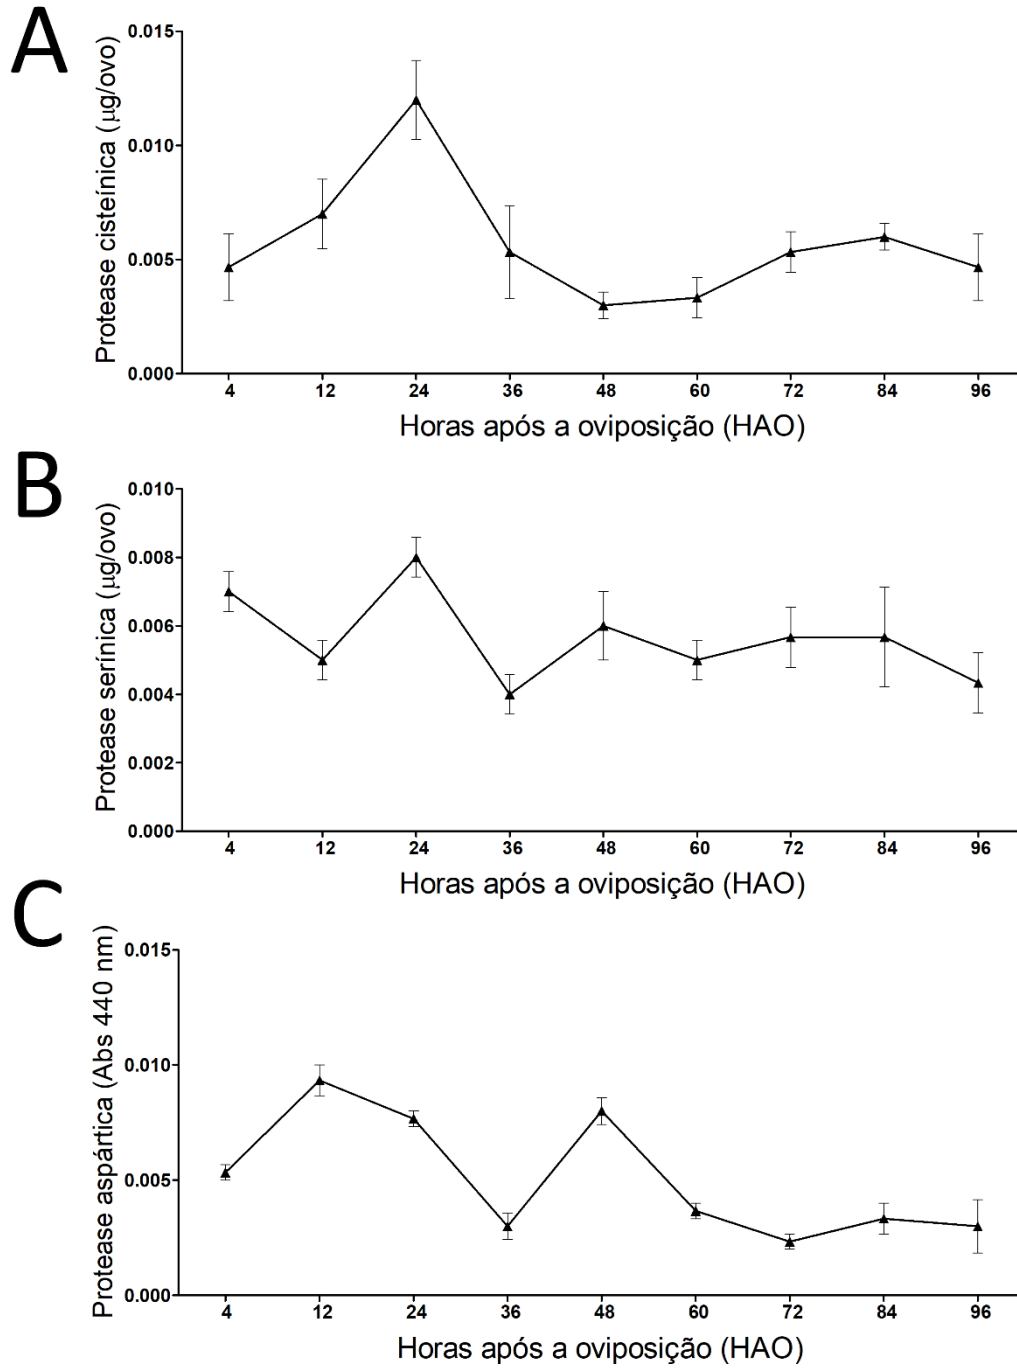 A
Protease cisteínica (µg/ovo)
0.015
0.010
0.005
0.000
4 12 24 36 48 60 72 84 96
Horas após a oviposição (HAO)
B
Protease serínica (µg/ovo)
0.010
0.008
0.006
0.004
0.002
0.000
4 12 24 36 48 60 72 84 96
Horas após a oviposição (HAO)
C
Protease aspártica (Abs 440 nm)
0.015
0.010
0.005
0.000
4 12 24 36 48 60 72 84 96
Horas após a oviposição (HAO)